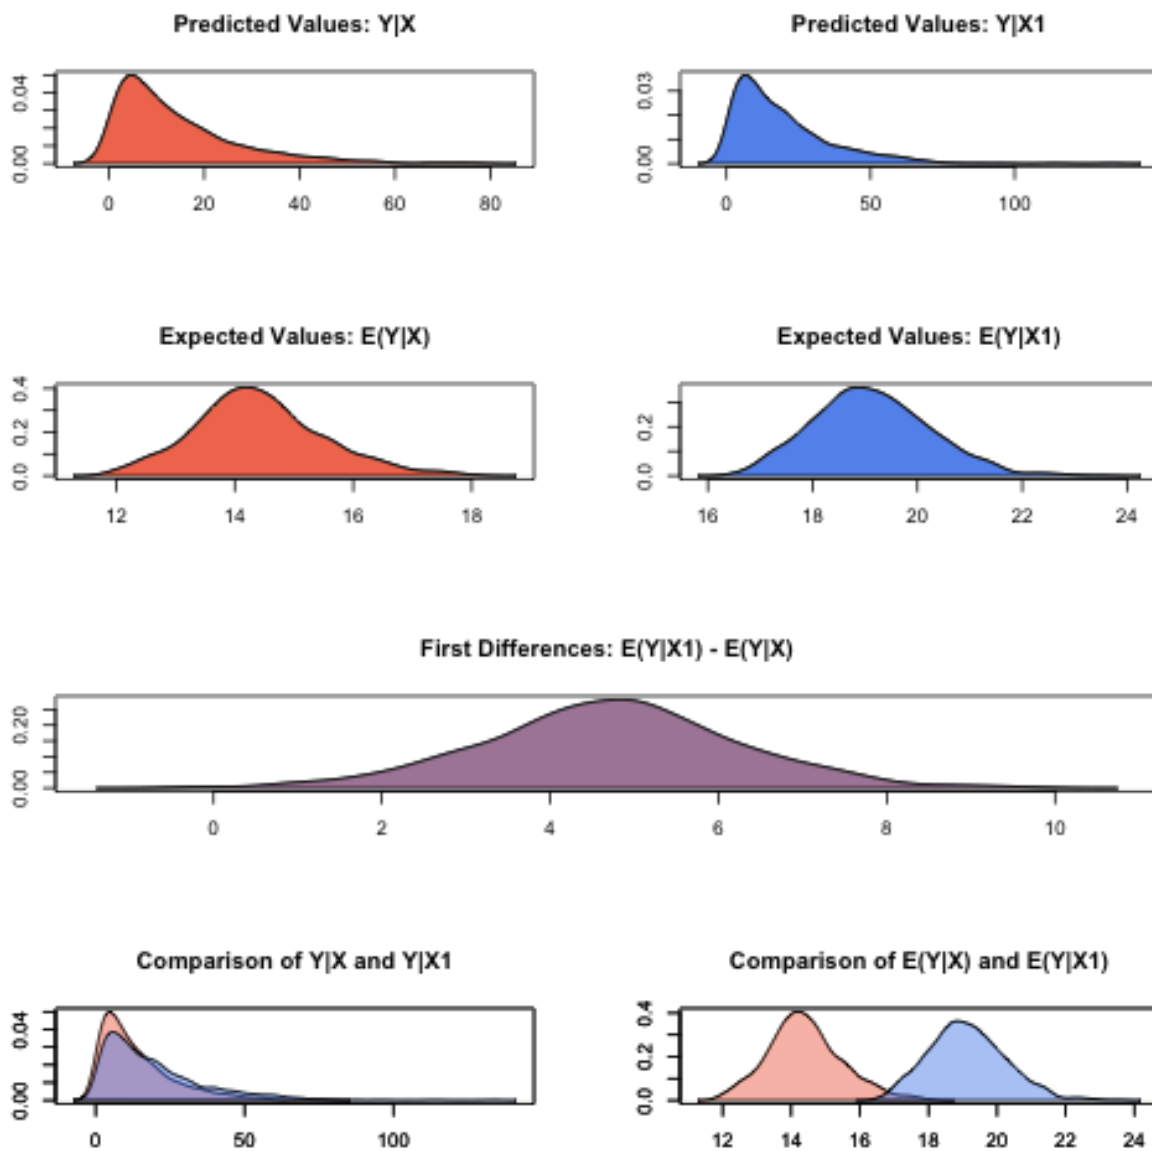 Predicted Values: Y|X
0.04
0.00
0 20 40 60 80
Predicted Values: Y|X1
0.03
0.00
0 50 100
Expected Values: E(Y|X)
0.4
0.2
0.0
12 14 16 18
Expected Values: E(Y|X1)
0.2
0.0
16 18 20 22 24
First Differences: E(Y|X1) - E(Y|X)
0.20
0.00
0 2 4 6 8 10
Comparison of Y|X and Y|X1
0.04
0.00
0 50 100
Comparison of E(Y|X) and E(Y|X1)
0.4
0.2
0.0
12 14 16 18 20 22 24